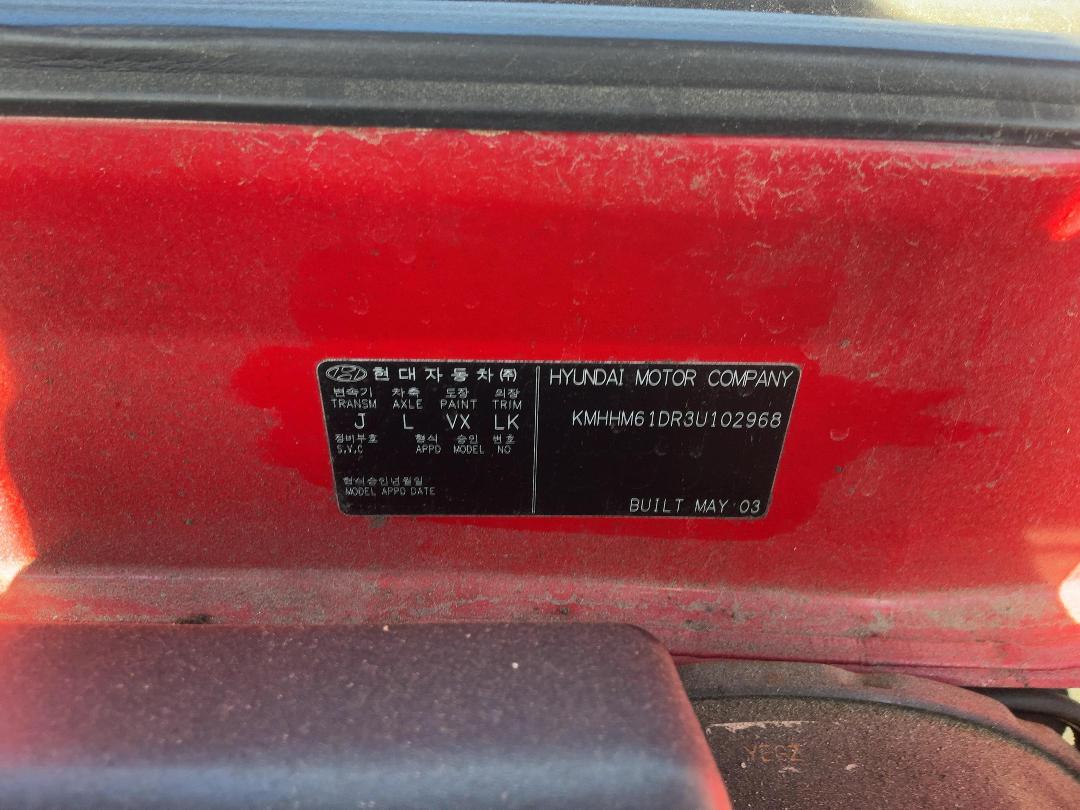 현대자동차㈜
변속기 차축 도장 의장
TRANSM AXLE PAINT TRIM
J L VX LK
정비부호 형식 승인 번호
S.V.C APPD MODEL NO
형식승인년월일
MODEL APPD DATE
HYUNDAI MOTOR COMPANY
KMHHM61DR3U102968
BUILT MAY 03